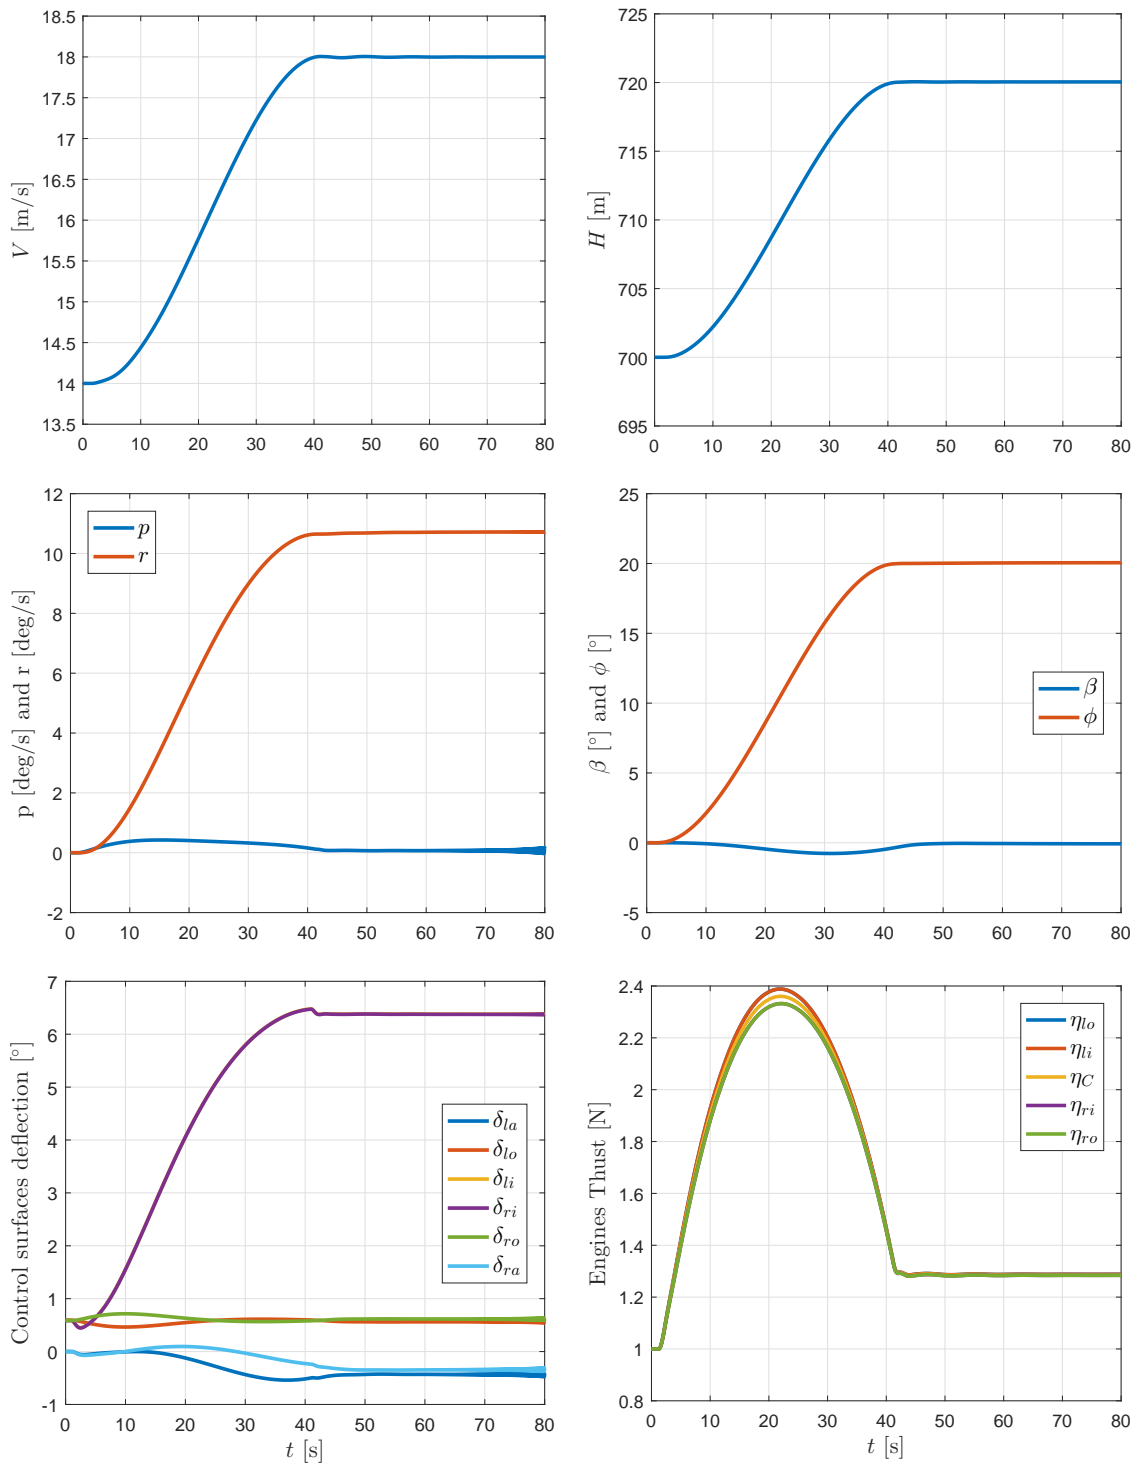 18.5
18
17.5
17
16.5
16
15.5
15
14.5
14
13.5
V [m/s]
0 10 20 30 40 50 60 70 80
725
720
715
710
705
700
695
H [m]
0 10 20 30 40 50 60 70 80
12
10
8
6
4
2
0
-2
p [deg/s] and r [deg/s]
p
r
0 10 20 30 40 50 60 70 80
25
20
15
10
5
0
-5
β [°] and ϕ [°]
β
ϕ
0 10 20 30 40 50 60 70 80
7
6
5
4
3
2
1
0
-1
Control surfaces deflection [°]
δla
δlo
δli
δri
δro
δra
0 10 20 30 40 50 60 70 80
t [s]
2.4
2.2
2
1.8
1.6
1.4
1.2
1
0.8
Engines Thust [N]
ηlo
ηli
ηC
ηri
ηro
0 10 20 30 40 50 60 70 80
t [s]